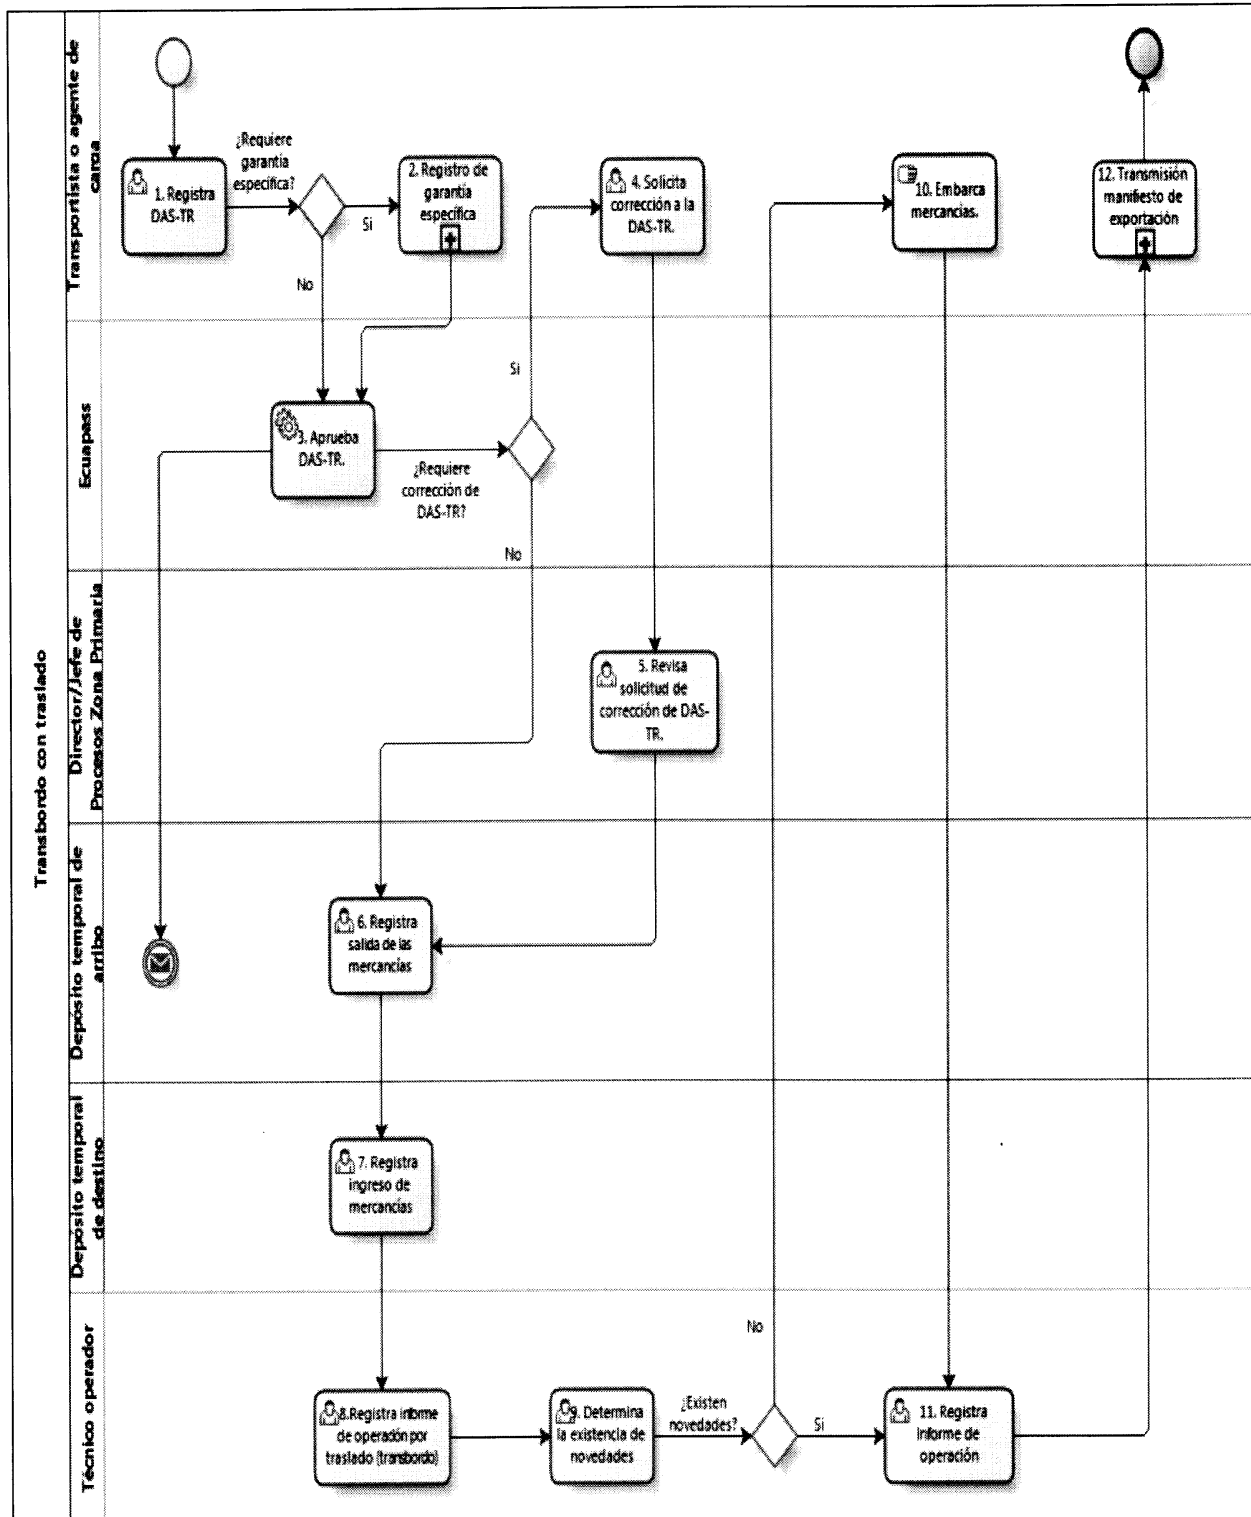 Transbordo con traslado
Transportista o agente de
carga
¿Requiere
garantía
específica?
1. Registra
DAS-TR
Si
No
2. Registro de
garantía
específica
4. Solicita
corrección a la
DAS-TR.
10. Embarca
mercancías.
12. Transmisión
manifiesto de
exportación
Ecuapass
3. Aprueba
DAS-TR.
¿Requiere
corrección de
DAS-TR?
Si
No
Director/Jefe de
Procesos Zona Primaria
5. Revisa
solicitud de
corrección de DAS-
TR.
Depósito temporal de
arribo
6. Registra
salida de las
mercancías
Depósito temporal
de destino
7. Registra
ingreso de
mercancías
Técnico operador
8.Registra informe
de operación por
traslado (transbordo)
9. Determina
la existencia de
novedades
¿Existen
novedades?
No
Si
11. Registra
Informe de
operación